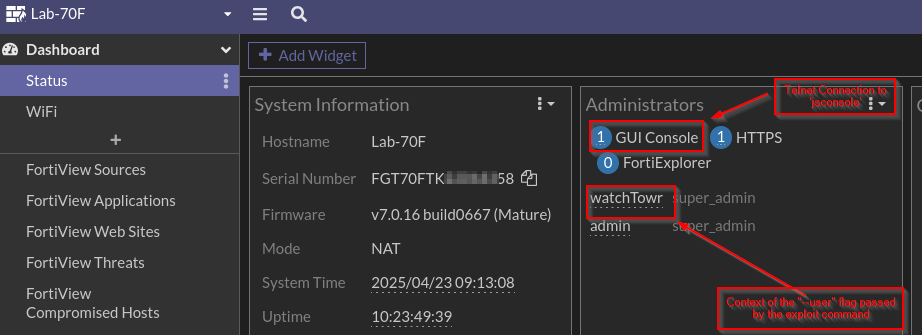 Lab-70F
Dashboard
Status
WiFi
+
FortiView Sources
FortiView Applications
FortiView Web Sites
FortiView Threats
FortiView
Compromised Hosts
+ Add Widget
System Information
Hostname Lab-70F
Serial Number FGT70FTK 58
Firmware v7.0.16 build0667 (Mature)
Mode NAT
System Time 2025/04/23 09:13:08
Uptime 10:23:49:39
Administrators
1 GUI Console 1 HTTPS
0 FortiExplorer
watchTowr super_admin
admin super_admin
Telnet Connection to
'jsconsole'
Context of the "--user" flag passed
by the exploit command